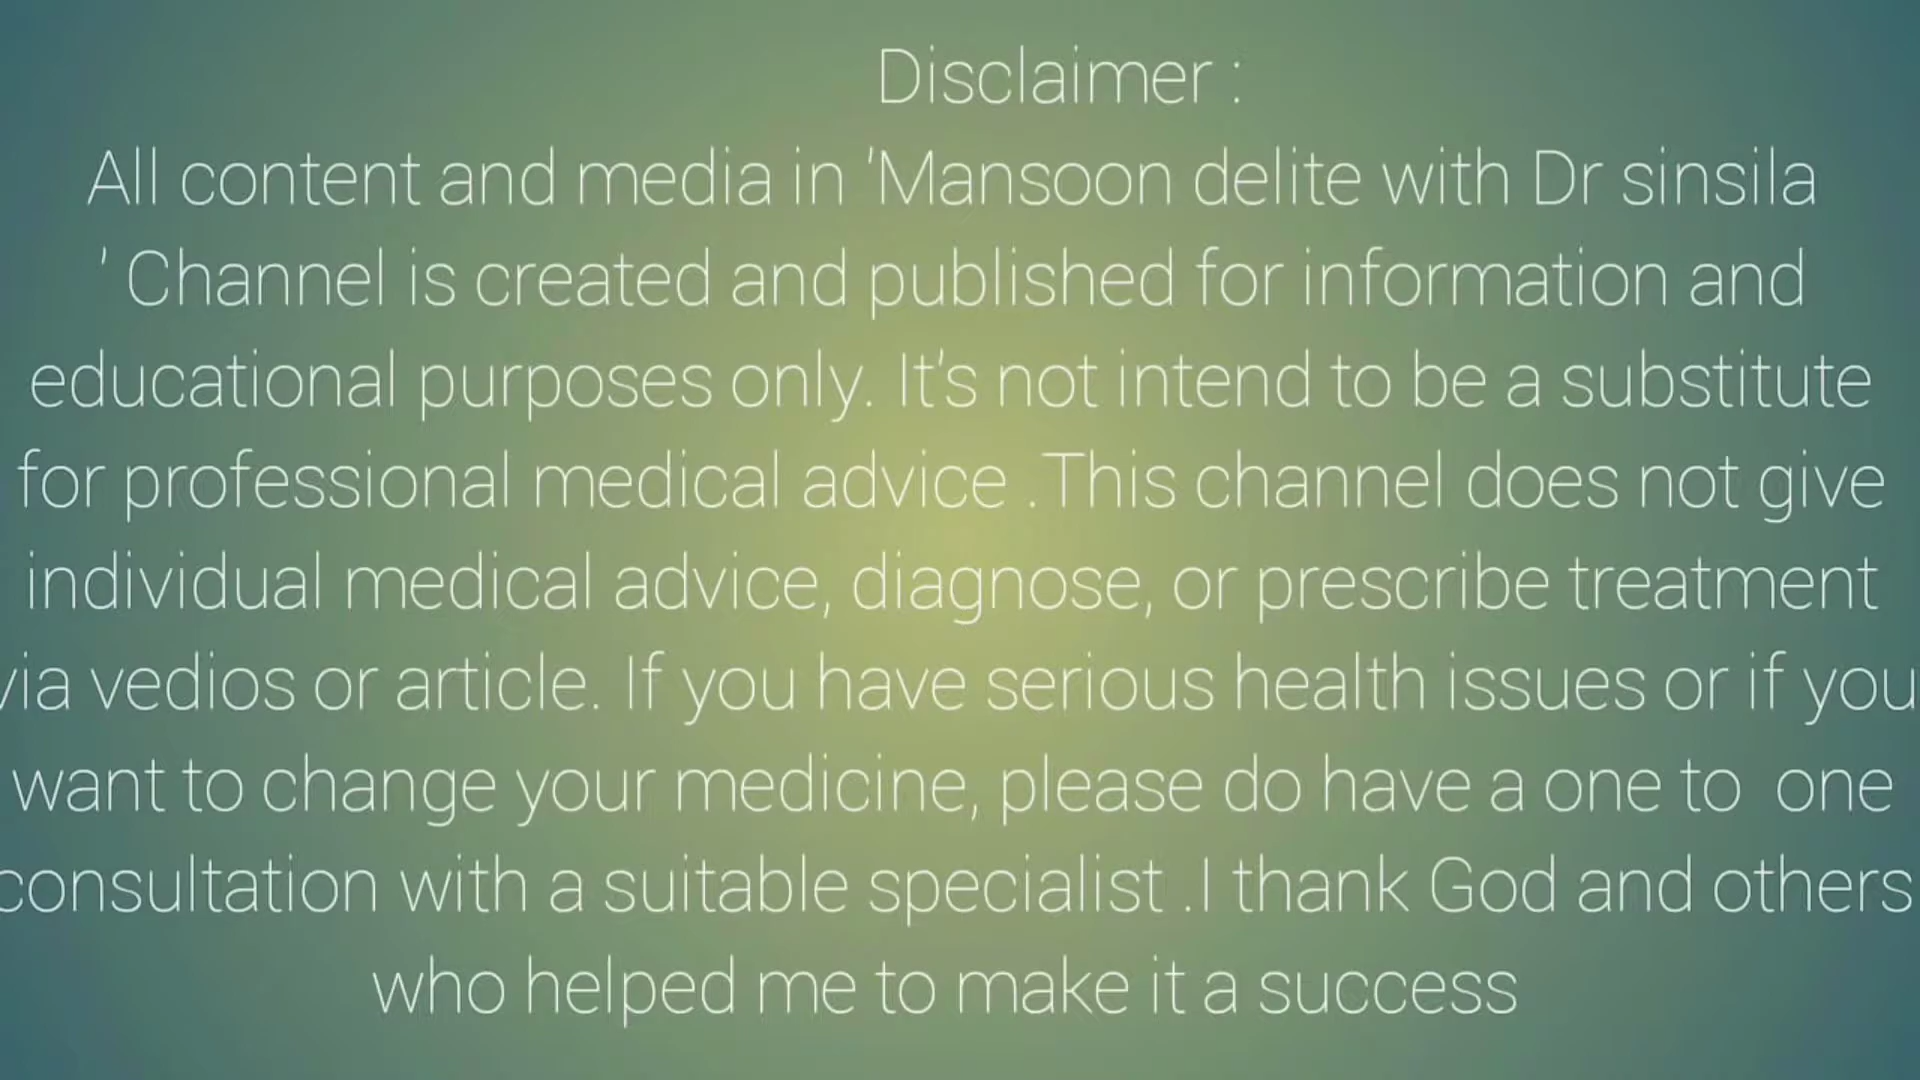 Disclaimer :
All content and media in 'Mansoon delite with Dr sinsila
' Channel is created and published for information and
educational purposes only. It's not intend to be a substitute
for professional medical advice .This channel does not give
individual medical advice, diagnose, or prescribe treatment
via vedios or article. If you have serious health issues or if you
want to change your medicine, please do have a one to  one
consultation with a suitable specialist .I thank God and others
who helped me to make it a success